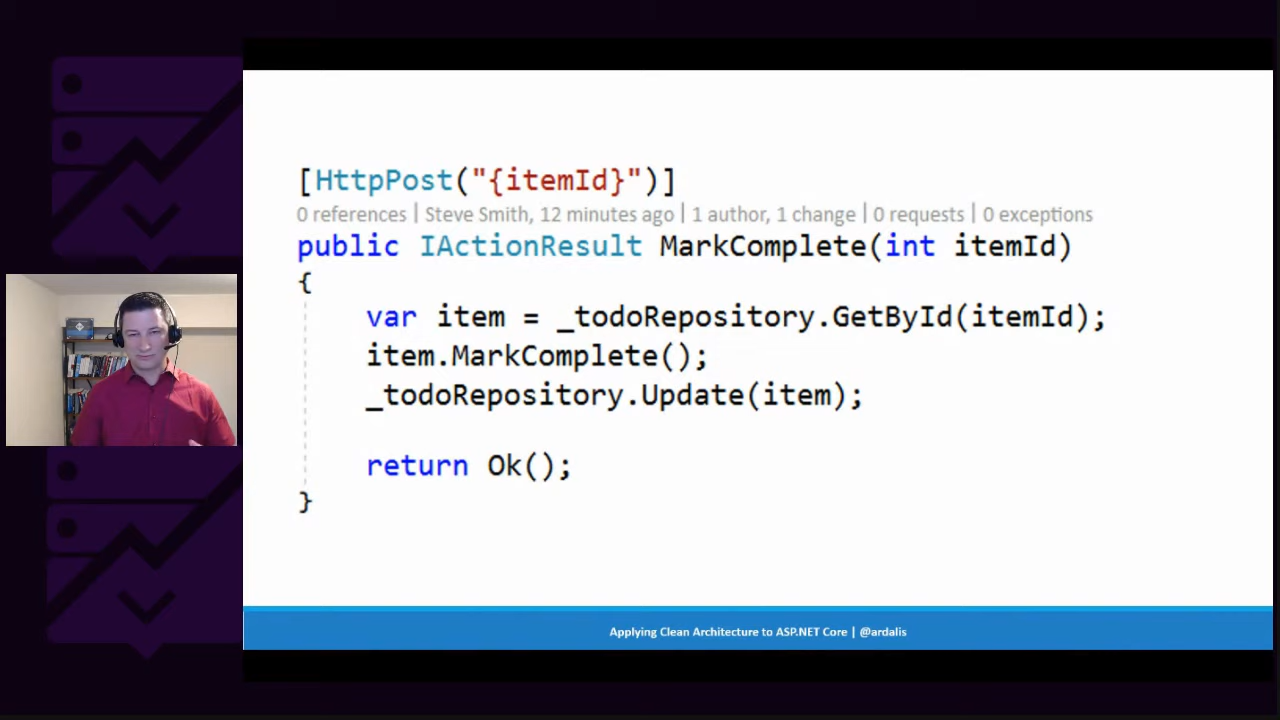 [HttpPost("{itemId}")]
0 references | Steve Smith, 12 minutes ago | 1 author, 1 change | 0 requests | 0 exceptions
public IActionResult MarkComplete(int itemId)
{
var item = _todoRepository.GetById(itemId);
item.MarkComplete();
_todoRepository.Update(item);
return Ok();
}
Applying Clean Architecture to ASP.NET Core | @ardalis